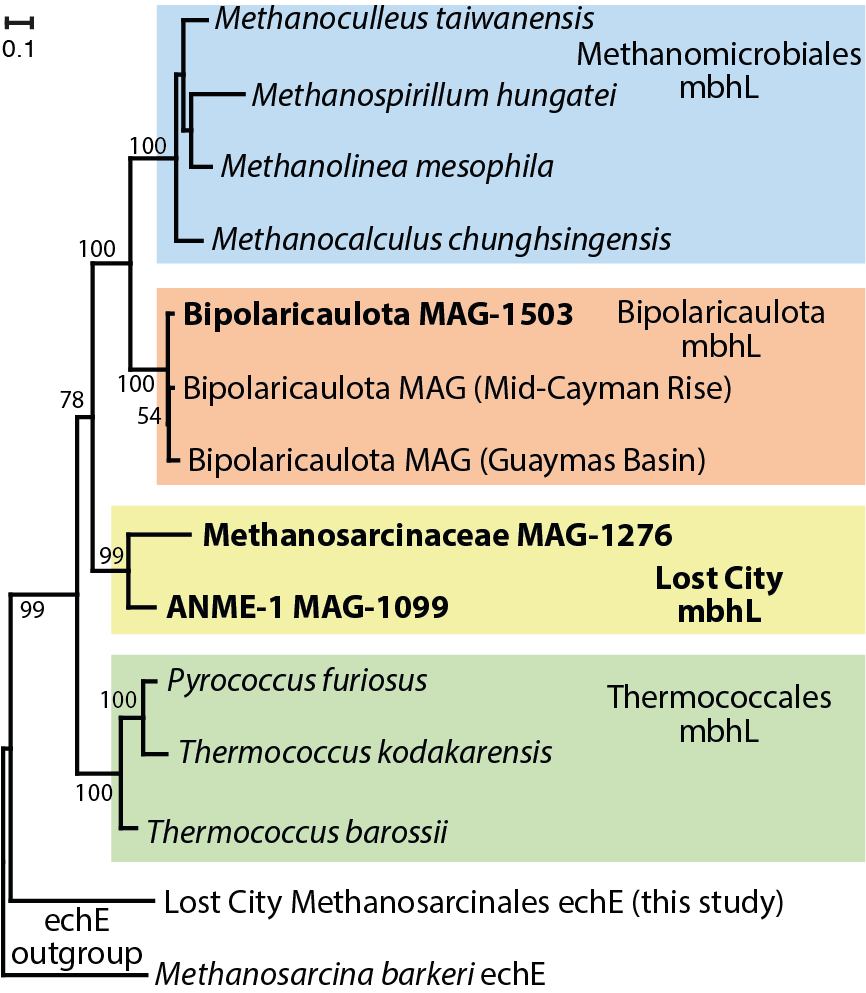 0.1
Methanoculleus taiwanensis
Methanomicrobiales
mbhL
Methanospirillum hungatei
100
Methanolinea mesophila
Methanocalculus chunghsingensis
100
Bipolaricaulota MAG-1503
Bipolaricaulota
mbhL
100
Bipolaricaulota MAG (Mid-Cayman Rise)
78
54
Bipolaricaulota MAG (Guaymas Basin)
Methanosarcinaceae MAG-1276
99
Lost City
mbhL
ANME-1 MAG-1099
99
Pyrococcus furiosus
100
Thermococcales
mbhL
Thermococcus kodakarensis
100
Thermococcus barossii
Lost City Methanosarcinales echE (this study)
echE
outgroup
Methanosarcina barkeri echE